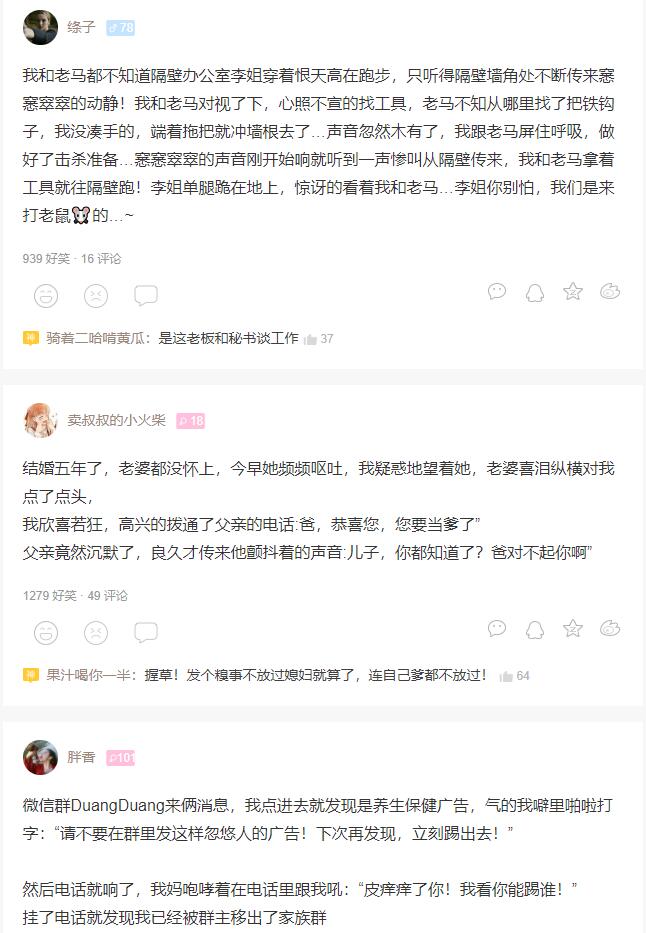 绦子 78
我和老马都不知道隔壁办公室李姐穿着恨天高在跑步，只听得隔壁墙角处不断传来窸
窸窣窣的动静！我和老马对视了下，心照不宣的找工具，老马不知从哪里找了把铁钩
子，我没凑手的，端着拖把就冲墙根去了…声音忽然木有了，我跟老马屏住呼吸，做
好了击杀准备…窸窸窣窣的声音刚开始响就听到一声惨叫从隔壁传来，我和老马拿着
工具就往隔壁跑！李姐单腿跪在地上，惊讶的看着我和老马…李姐你别怕，我们是来
打老鼠🐭的…~
939 好笑 · 16 评论
神 骑着二哈啃黄瓜：是这老板和秘书谈工作 37
卖叔叔的小火柴 18
结婚五年了，老婆都没怀上，今早她频频呕吐，我疑惑地望着她，老婆喜泪纵横对我
点了点头，
我欣喜若狂，高兴的拨通了父亲的电话:爸，恭喜您，您要当爹了”
父亲竟然沉默了，良久才传来他颤抖着的声音:儿子，你都知道了？爸对不起你啊”
1279 好笑 · 49 评论
神 果汁喝你一半：握草！发个糗事不放过媳妇就算了，连自己爹都不放过！ 64
胖香 101
微信群DuangDuang来俩消息，我点进去就发现是养生保健广告，气的我噼里啪啦打
字：“请不要在群里发这样忽悠人的广告！下次再发现，立刻踢出去！”
然后电话就响了，我妈咆哮着在电话里跟我吼：“皮痒痒了你！我看你能踢谁！”
挂了电话就发现我已经被群主移出了家族群